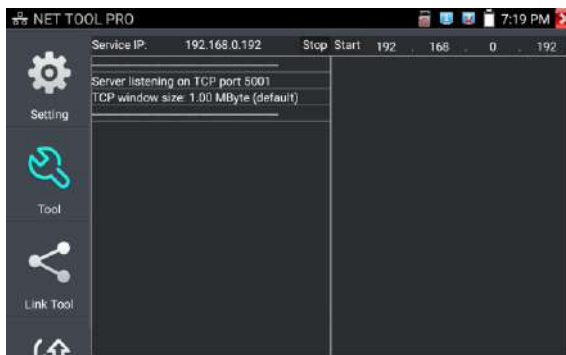 NET TOOL PRO 7:19 PM
Service IP: 192.168.0.192 Stop Start 192 . 168 . 0 . 192
Server listening on TCP port 5001
TCP window size: 1.00 MByte (default)
Setting
Tool
Link Tool